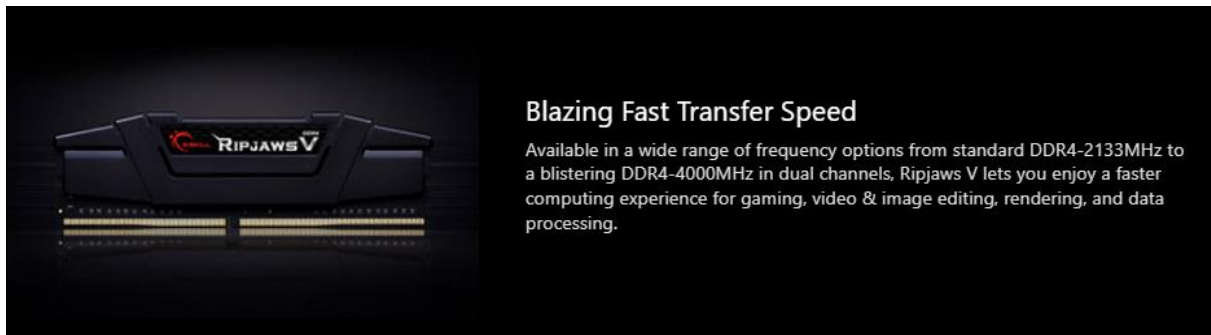 Blazing Fast Transfer Speed
Available in a wide range of frequency options from standard DDR4-2133MHz to
a blistering DDR4-4000MHz in dual channels, Ripjaws V lets you enjoy a faster
computing experience for gaming, video & image editing, rendering, and data
processing.
DDR4
G.SKILL RIPJAWS V